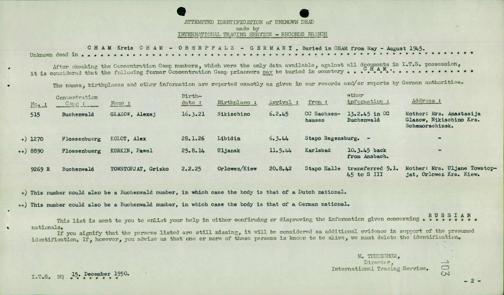 ATTEMPTED IDENTIFICATION of UNKNOWN DEAD
made by
INTERNATIONAL TRACING SERVICE - RECORDS BRANCH
Unknown dead in CHAM Kreis CHAM - OBERPFALZ - GERMANY, Buried in CHAM from May - August 1945.
After checking the Concentration Camp numbers, which were the only data available, against all documents in I.T.S. possession,
it is considered that the following former Concentration Camp prisoners may be buried in country CHAM
The names, birthplaces and other information are reported exactly as given in our records and/or reports by German authorities.
No.: Concentration Camp: Name: Birth-date: Birthplace: Arrival: from: other information: Address:
515 Buchenwald GLASOW, Alexej 16.3.21 Nikischino 6.2.45 CC Sachsenhausen 13.2.45 in CC Buchenwald Mother: Mrs. Anastasija Glasow, Nikischino Krs.
+) 1270 Flossenburg KOLOT, Alex 28.1.26 6.3.44 Stapo Regensburg.
++) 8890 Flossenburg KURKIN, Pawel 25.8.14 Uljansk 11.5.44 Karlsbad 10.3.45 back from Ansbach.
9269 R Buchenwald TOWSTONJAT, Grisko 2.2.25 Orlowez/Kiew 20.8.42 Stapo Halle transferred 9.1.45 to S III Mother: Mrs. Uljane Towstopjat, Orlowez Krs. Kiew.
+) This number could also be a Buchenwald number, in which case the body is that of a Dutch national.
++) This number could also be a Buchenwald number, in which case the body is that of a German national.
This list is sent to you to enlist your help in either confirming or disproving the information given concerning RUSSIAN
nationals.
If you signify that the persons listed are still missing, it will be considered as additional evidence in support of the presumed
identification. If, however, you advise us that one or more of these persons is known to be alive, we must delete the identification.
Director,
International Tracing Service.
103
I.T.S. HQ 15. December 1950.
- 2 -